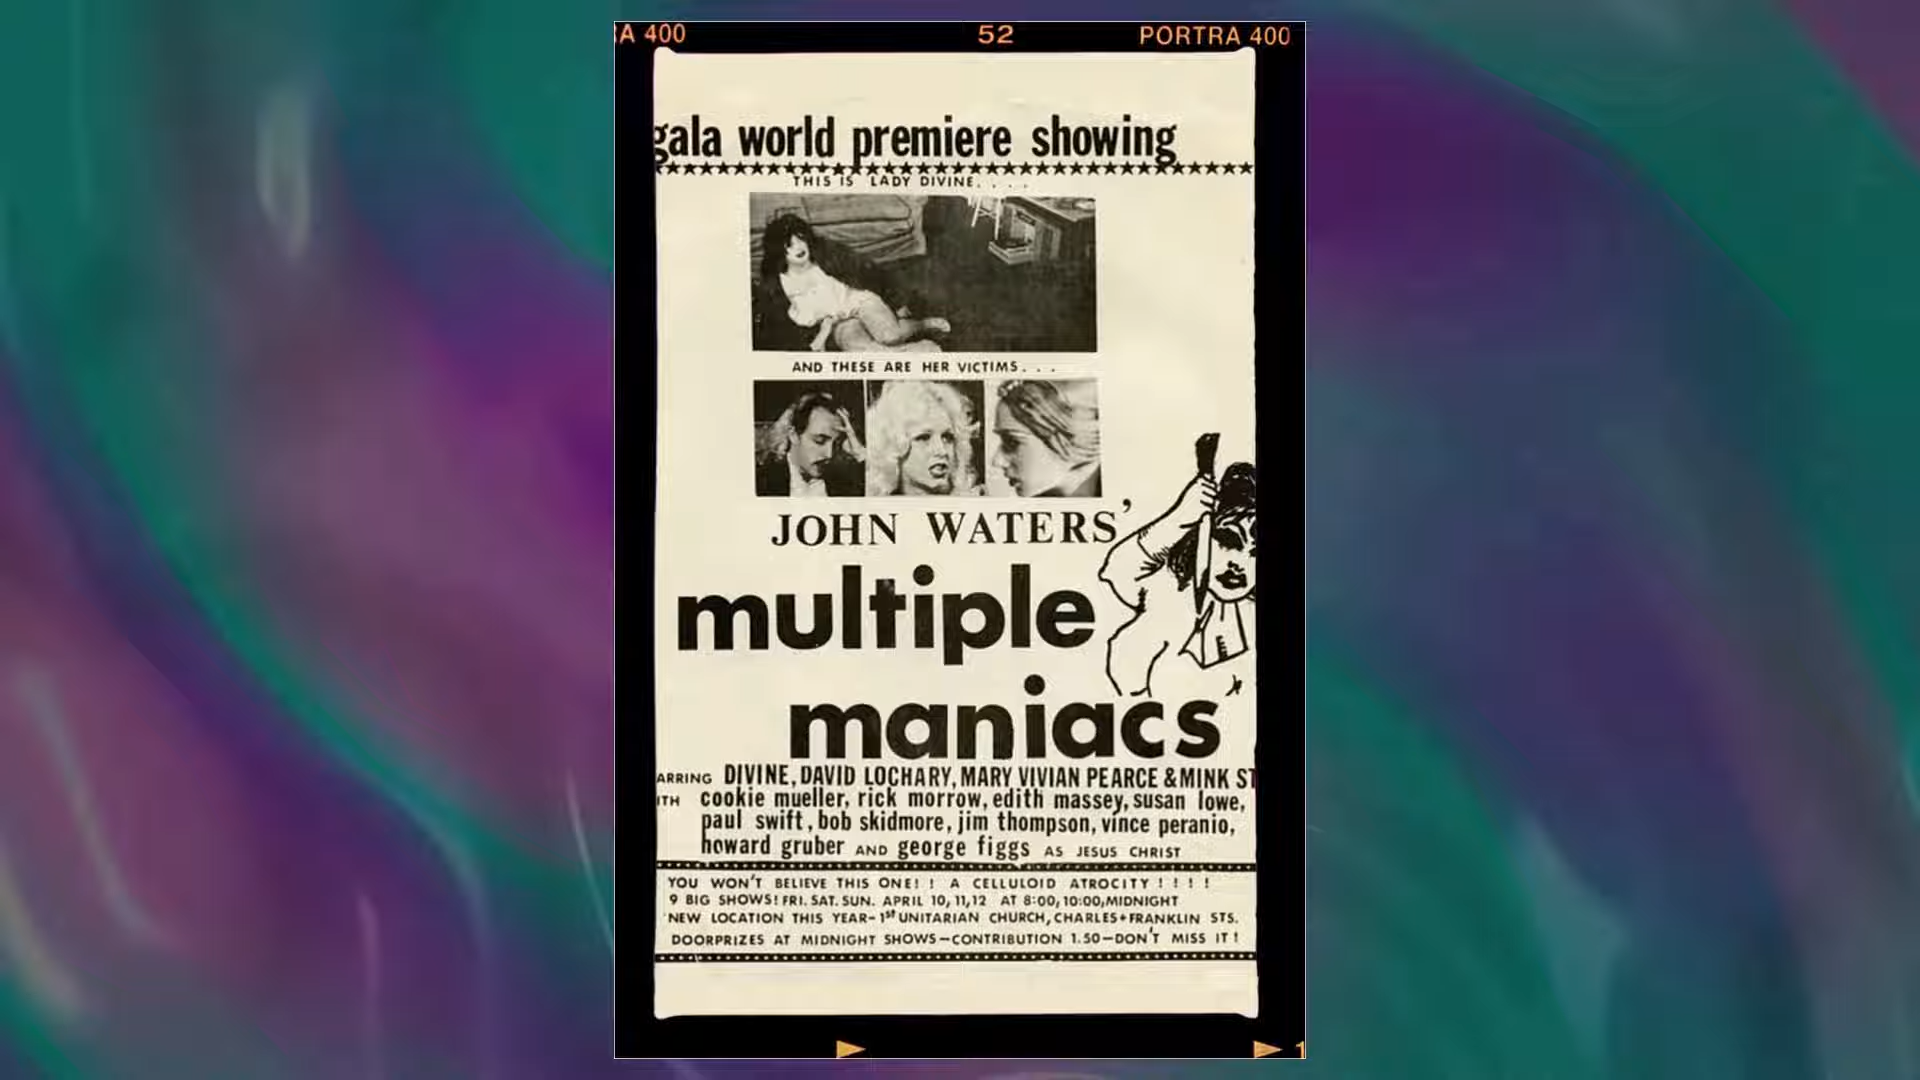 A 400 52 PORTRA 400
gala world premiere showing
THIS IS LADY DIVINE. . . .
AND THESE ARE HER VICTIMS. . .
JOHN WATERS'
multiple
maniacs
ARRING DIVINE, DAVID LOCHARY, MARY VIVIAN PEARCE & MINK ST
ITH cookie mueller, rick morrow, edith massey, susan lowe,
paul swift, bob skidmore, jim thompson, vince peranio,
howard gruber AND george figgs AS JESUS CHRIST
YOU WON'T BELIEVE THIS ONE! ! A CELLULOID ATROCITY ! ! ! !
9 BIG SHOWS! FRI. SAT. SUN. APRIL 10, 11, 12 AT 8:00, 10:00, MIDNIGHT
NEW LOCATION THIS YEAR- 1st UNITARIAN CHURCH, CHARLES + FRANKLIN STS.
DOORPRIZES AT MIDNIGHT SHOWS—CONTRIBUTION 1.50—DON'T MISS IT !
1